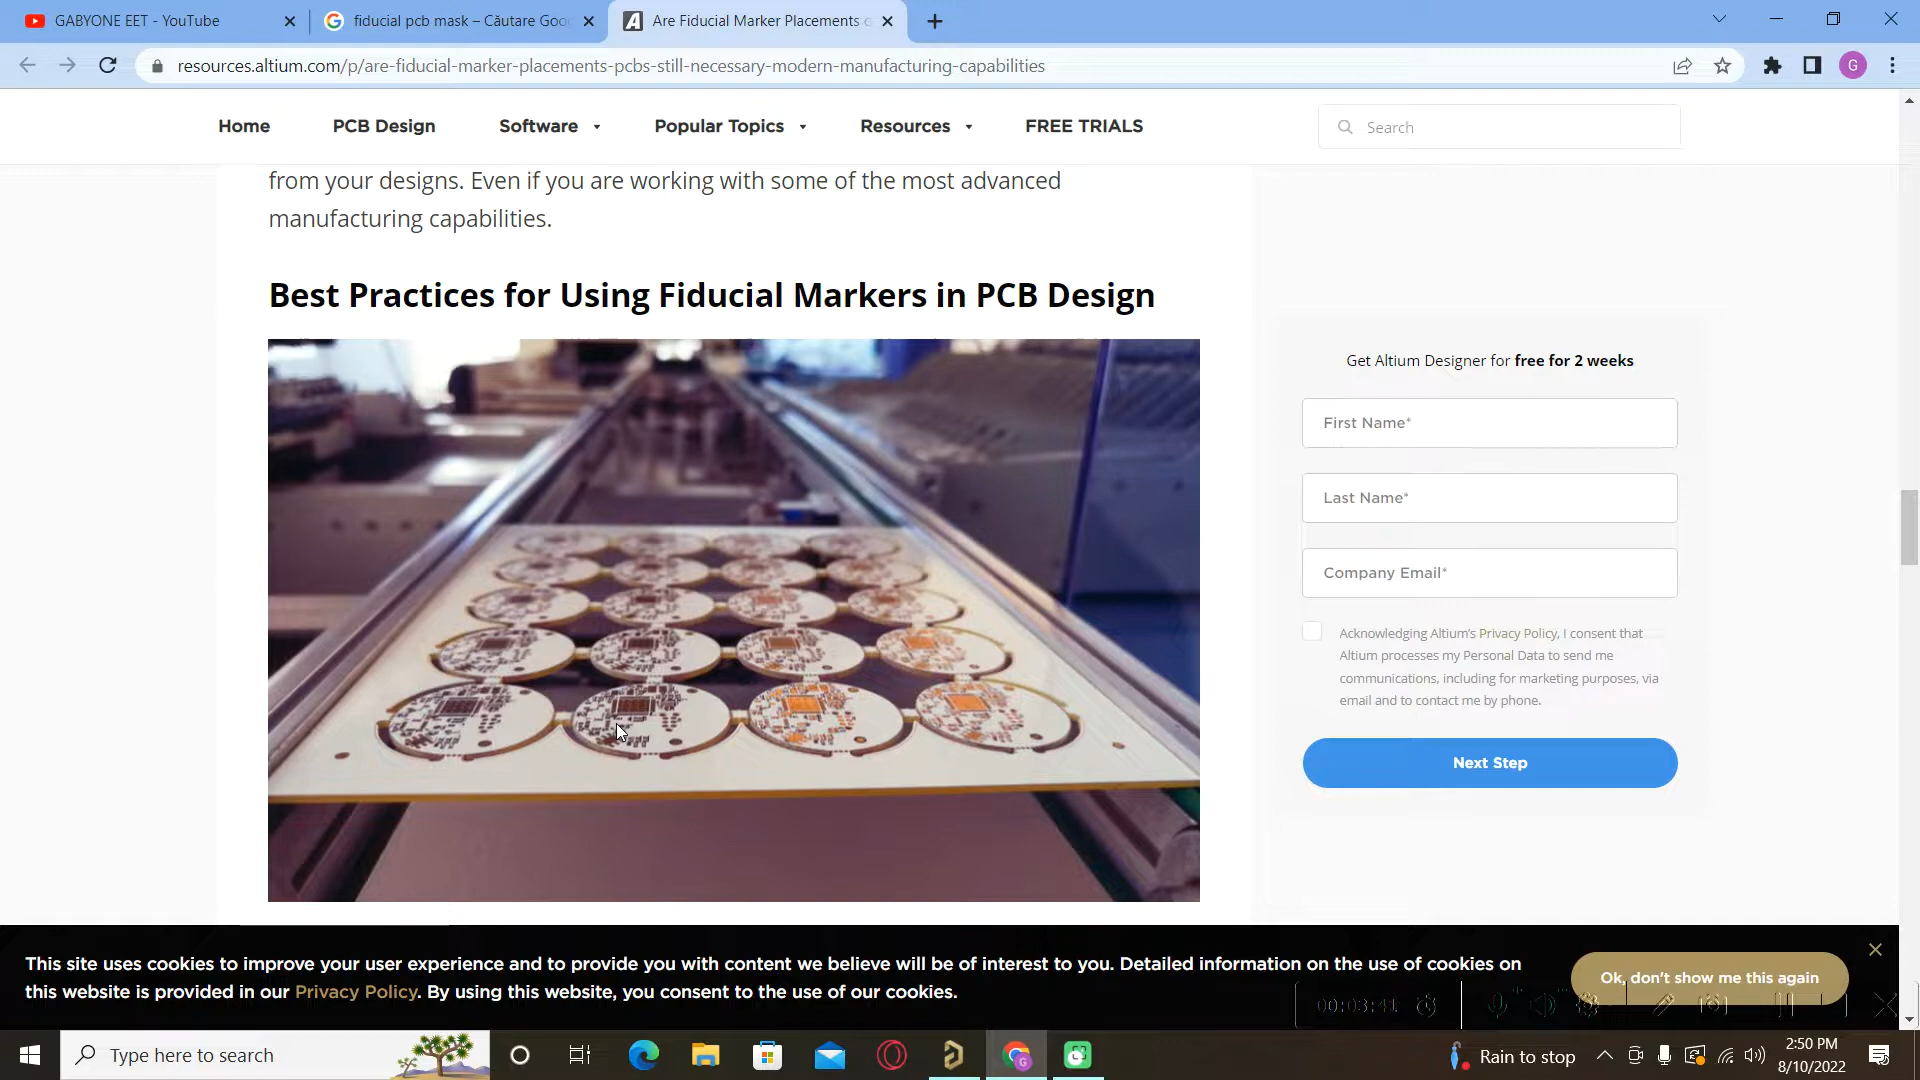 GABYONE EET - YouTube
fiducial pcb mask – Căutare Goo
Are Fiducial Marker Placements
resources.altium.com/p/are-fiducial-marker-placements-pcbs-still-necessary-modern-manufacturing-capabilities
G
Home
PCB Design
Software
Popular Topics
Resources
FREE TRIALS
Search
from your designs. Even if you are working with some of the most advanced
manufacturing capabilities.
Best Practices for Using Fiducial Markers in PCB Design
Get Altium Designer for free for 2 weeks
First Name*
Last Name*
Company Email*
Acknowledging Altium's Privacy Policy, I consent that
Altium processes my Personal Data to send me
communications, including for marketing purposes, via
email and to contact me by phone.
Next Step
This site uses cookies to improve your user experience and to provide you with content we believe will be of interest to you. Detailed information on the use of cookies on
this website is provided in our Privacy Policy. By using this website, you consent to the use of our cookies.
Ok, don't show me this again
00:03:41
Type here to search
Rain to stop
2:50 PM
8/10/2022